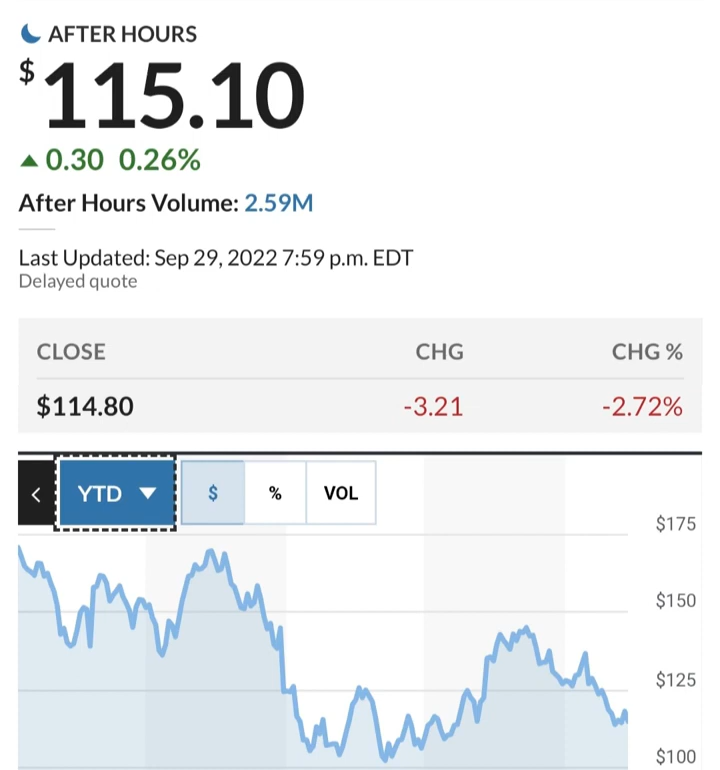 AFTER HOURS
$115.10
0.30 0.26%
After Hours Volume: 2.59M
Last Updated: Sep 29, 2022 7:59 p.m. EDT
Delayed quote
CLOSE CHG CHG %
$114.80 -3.21 -2.72%
YTD $ % VOL
$175
$150
$125
$100